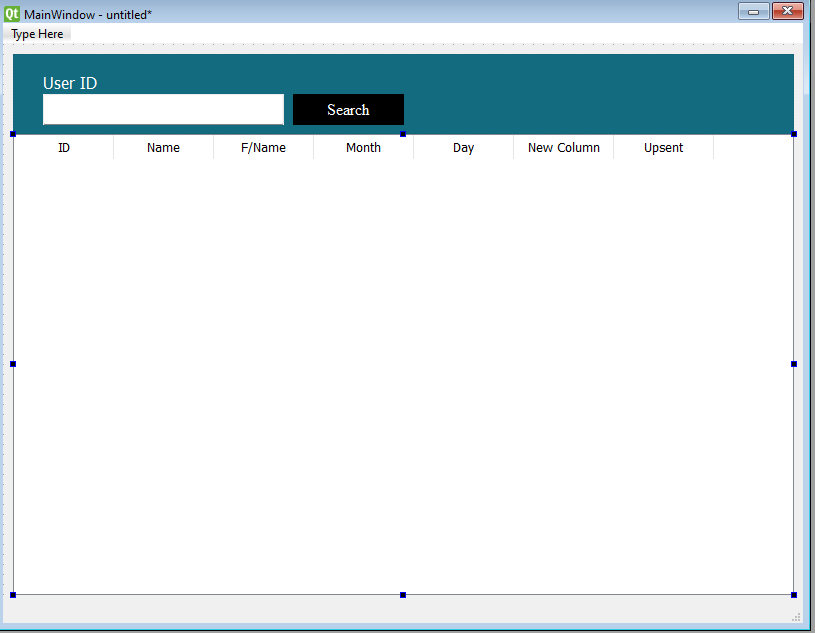 Qt MainWindow - untitled*
Type Here
User ID
Search
ID Name F/Name Month Day New Column Upsent